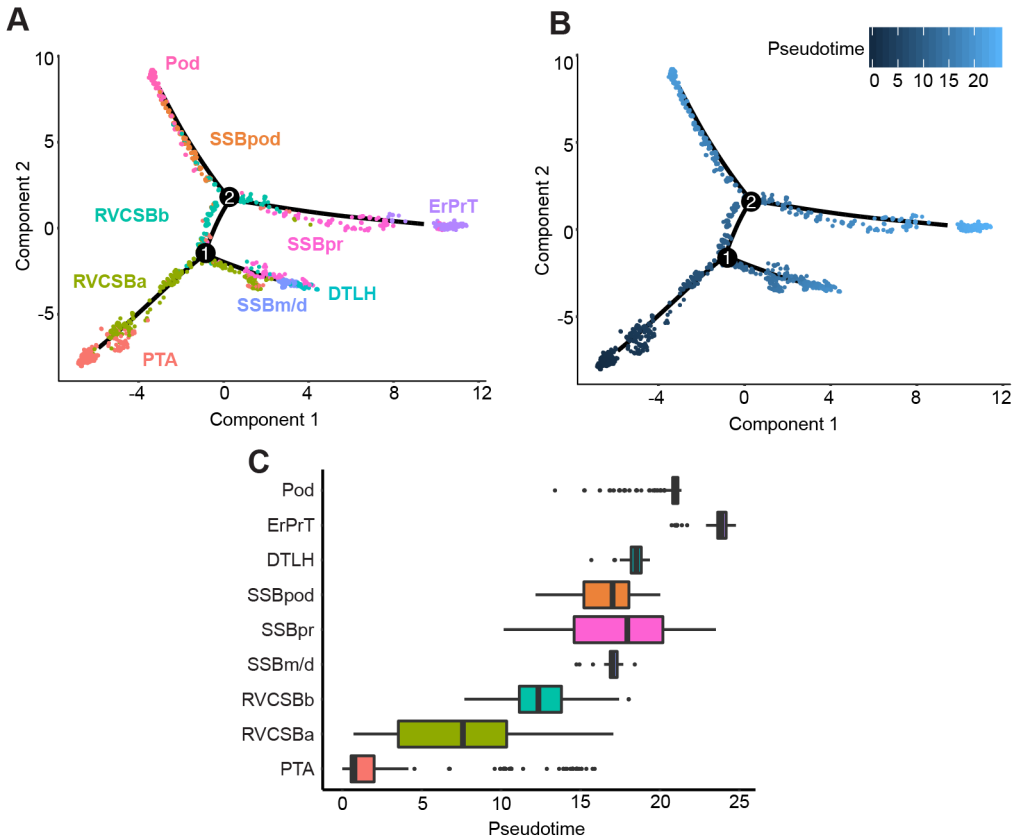 A
B
Pseudotime
0 5 10 15 20
10
5
0
-5
Component 2
Pod
SSBpod
RVCSBb
2
ErPrT
SSBpr
1
RVCSBa
SSBm/d
DTLH
PTA
-4 0 4 8 12
Component 1
10
5
0
-5
Component 2
2
1
-4 0 4 8 12
Component 1
C
Pod
ErPrT
DTLH
SSBpod
SSBpr
SSBm/d
RVCSBb
RVCSBa
PTA
0 5 10 15 20 25
Pseudotime